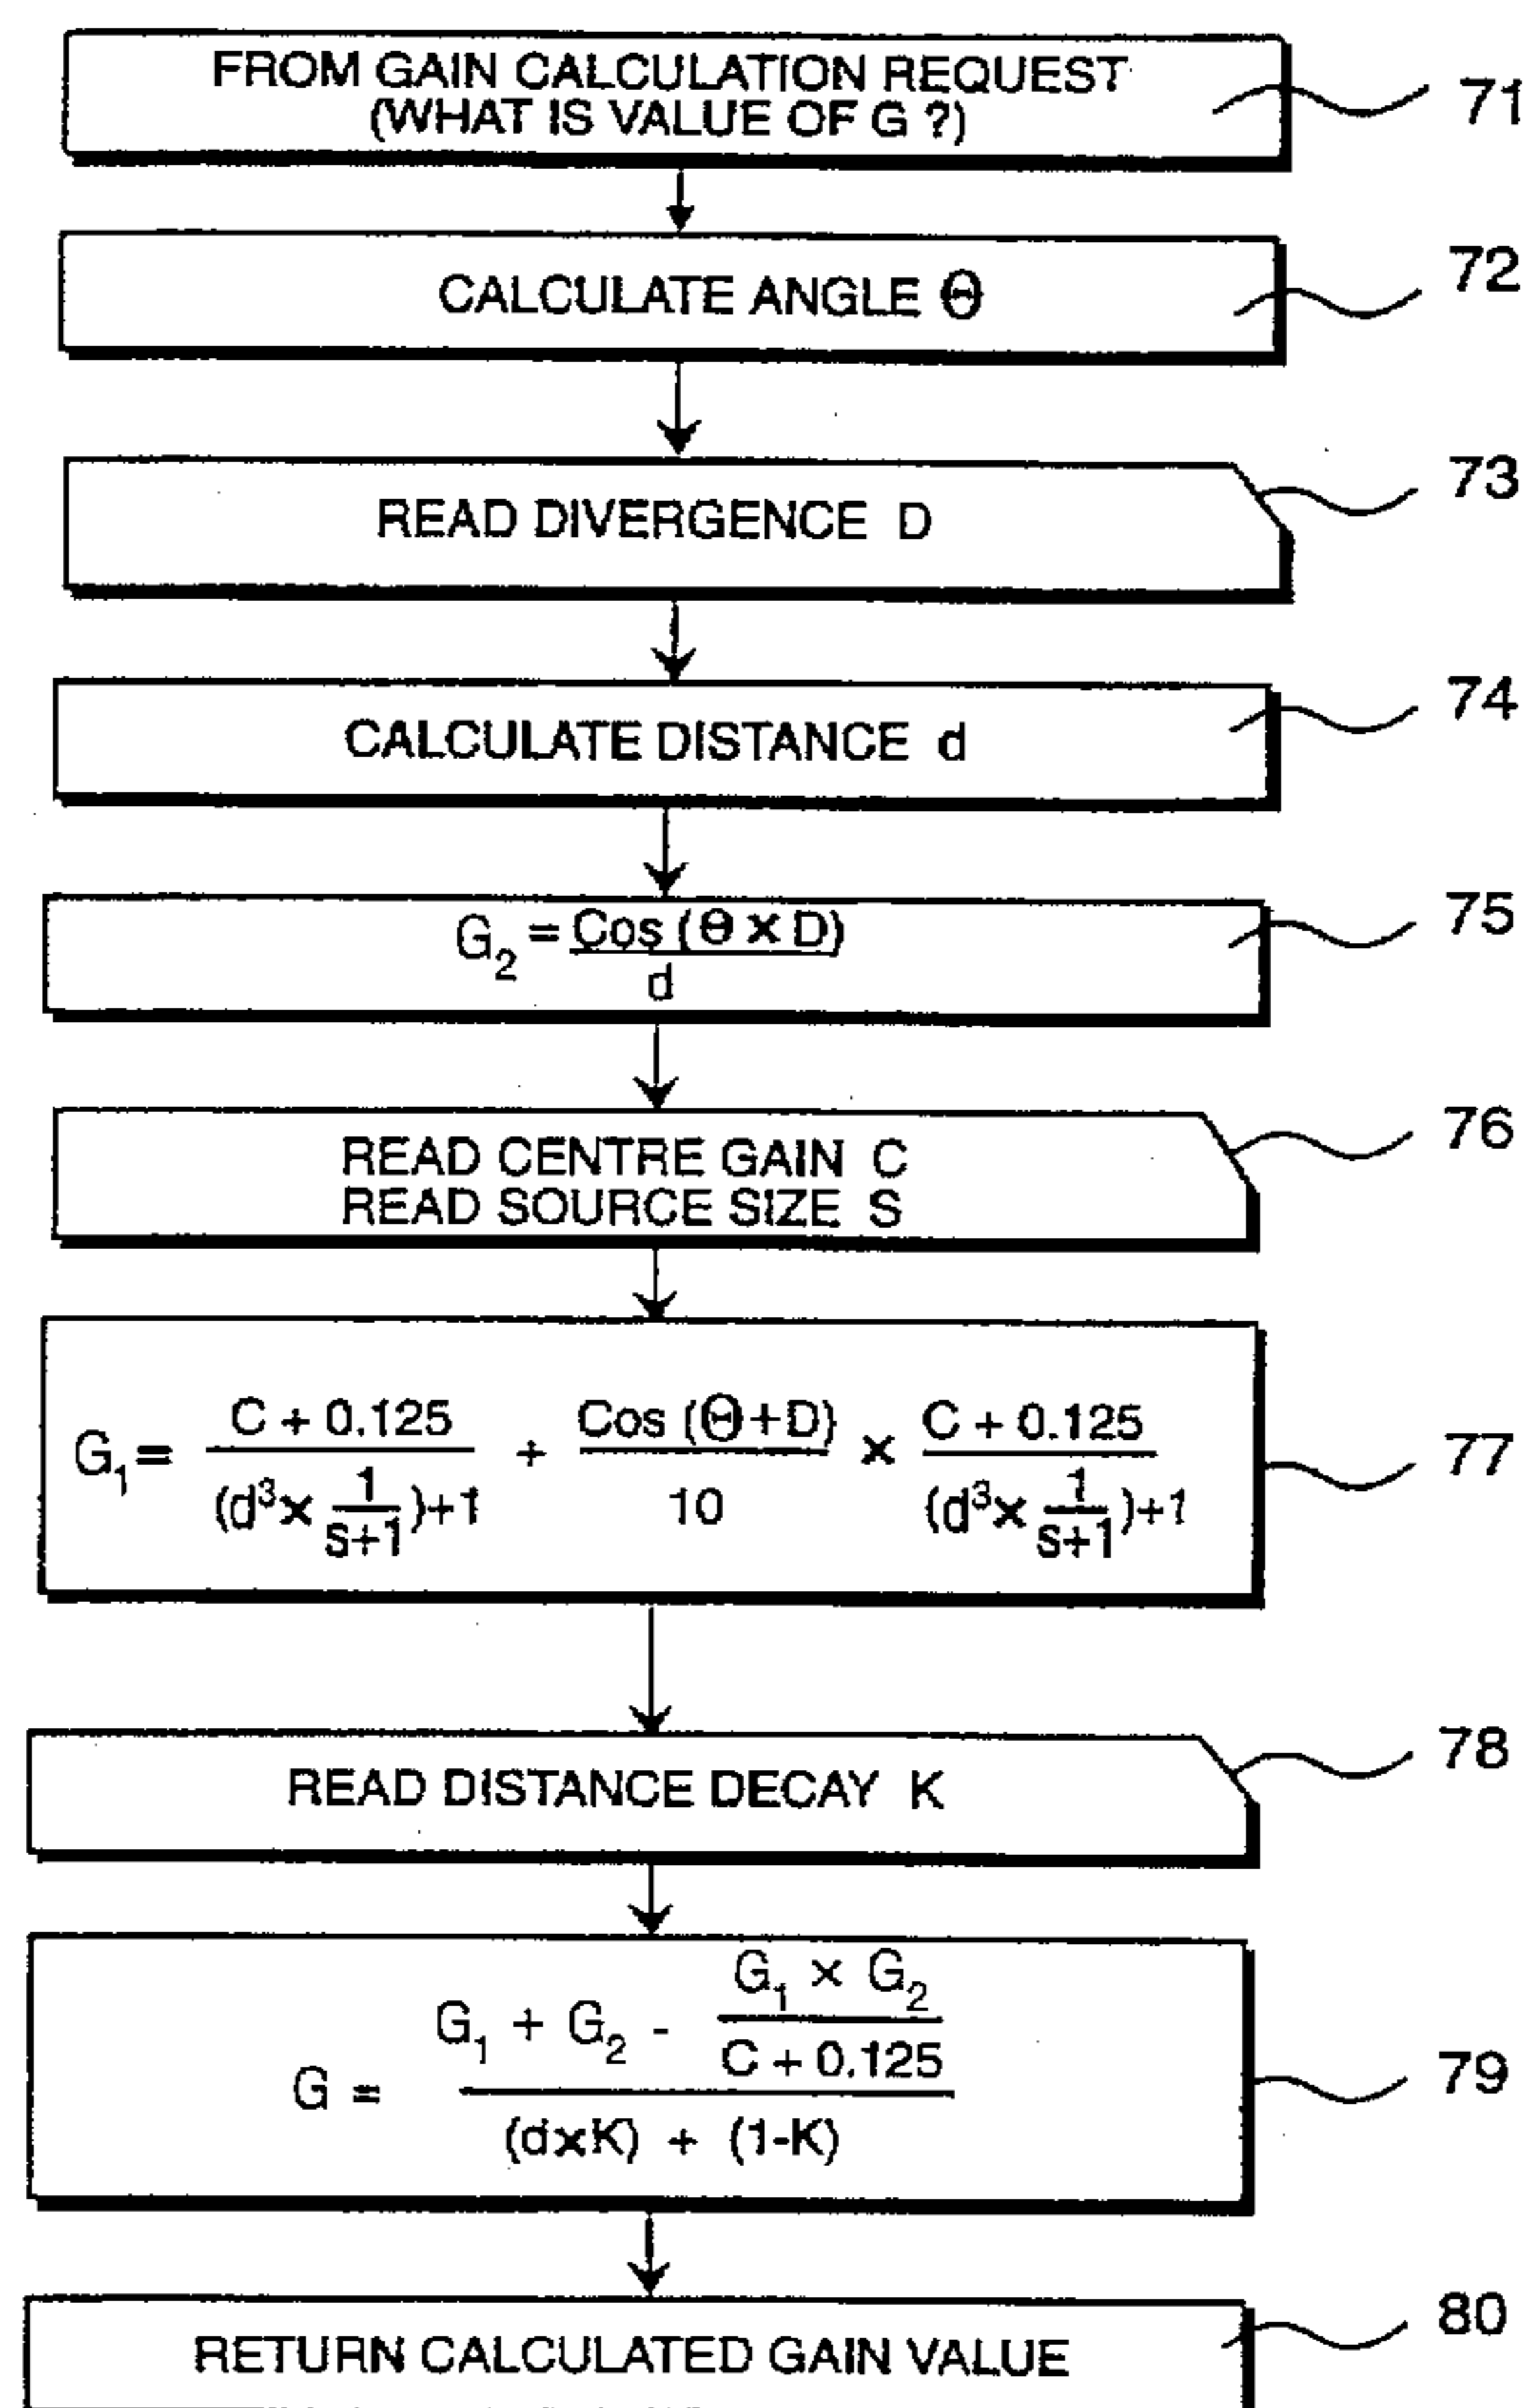 FROM GAIN CALCULATION REQUEST
(WHAT IS VALUE OF G ?)
71
CALCULATE ANGLE Θ
72
READ DIVERGENCE D
73
CALCULATE DISTANCE d
74
G₂ = Cos (Θ × D) / d
75
READ CENTRE GAIN C
READ SOURCE SIZE S
76
G₁ = C + 0.125 / (d³ × 1/S+1)+1 + Cos (Θ+D) / 10 × C + 0.125 / (d³ × 1/S+1)+1
77
READ DISTANCE DECAY K
78
G = G₁ + G₂ - G₁ × G₂ / C + 0.125 / (d×K) + (1-K)
79
RETURN CALCULATED GAIN VALUE
80